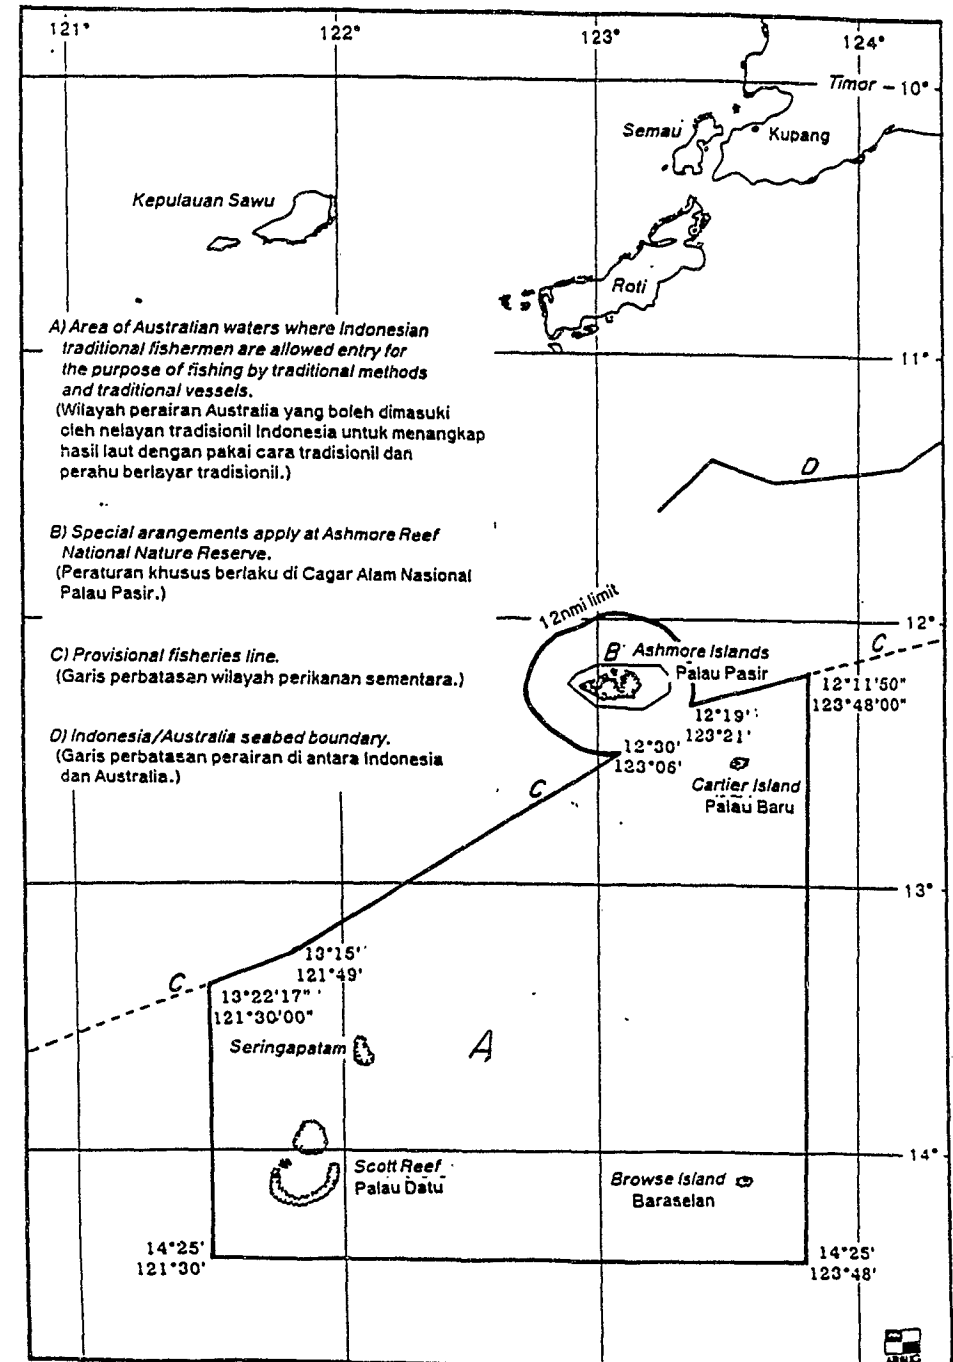 121°
122°
123°
124°
Timor
10°
Semau
Kupang
Kepulauan Sawu
Roti
A) Area of Australian waters where Indonesian
traditional fishermen are allowed entry for
the purpose of fishing by traditional methods
and traditional vessels.
(Wilayah perairan Australia yang boleh dimasuki
oleh nelayan tradisionil Indonesia untuk menangkap
hasil laut dengan pakai cara tradisionil dan
perahu berlayar tradisionil.)
11°
D
B) Special arangements apply at Ashmore Reef
National Nature Reserve.
(Peraturan khusus berlaku di Cagar Alam Nasional
Palau Pasir.)
12nmi limit
12°
C
B Ashmore Islands
Palau Pasir
C) Provisional fisheries line.
(Garis perbatasan wilayah perikanan sementara.)
12°11'50"
123°48'00"
12°19'
123°21'
D) Indonesia/Australia seabed boundary.
(Garis perbatasan perairan di antara Indonesia
dan Australia.)
12°30'
123°06'
C
Cartier Island
Palau Baru
13°
13°15'
121°49'
C
13°22'17"
121°30'00"
Seringapatam
A
14°
Scott Reef
Palau Datu
Browse Island
Baraselan
14°25'
121°30'
14°25'
123°48'